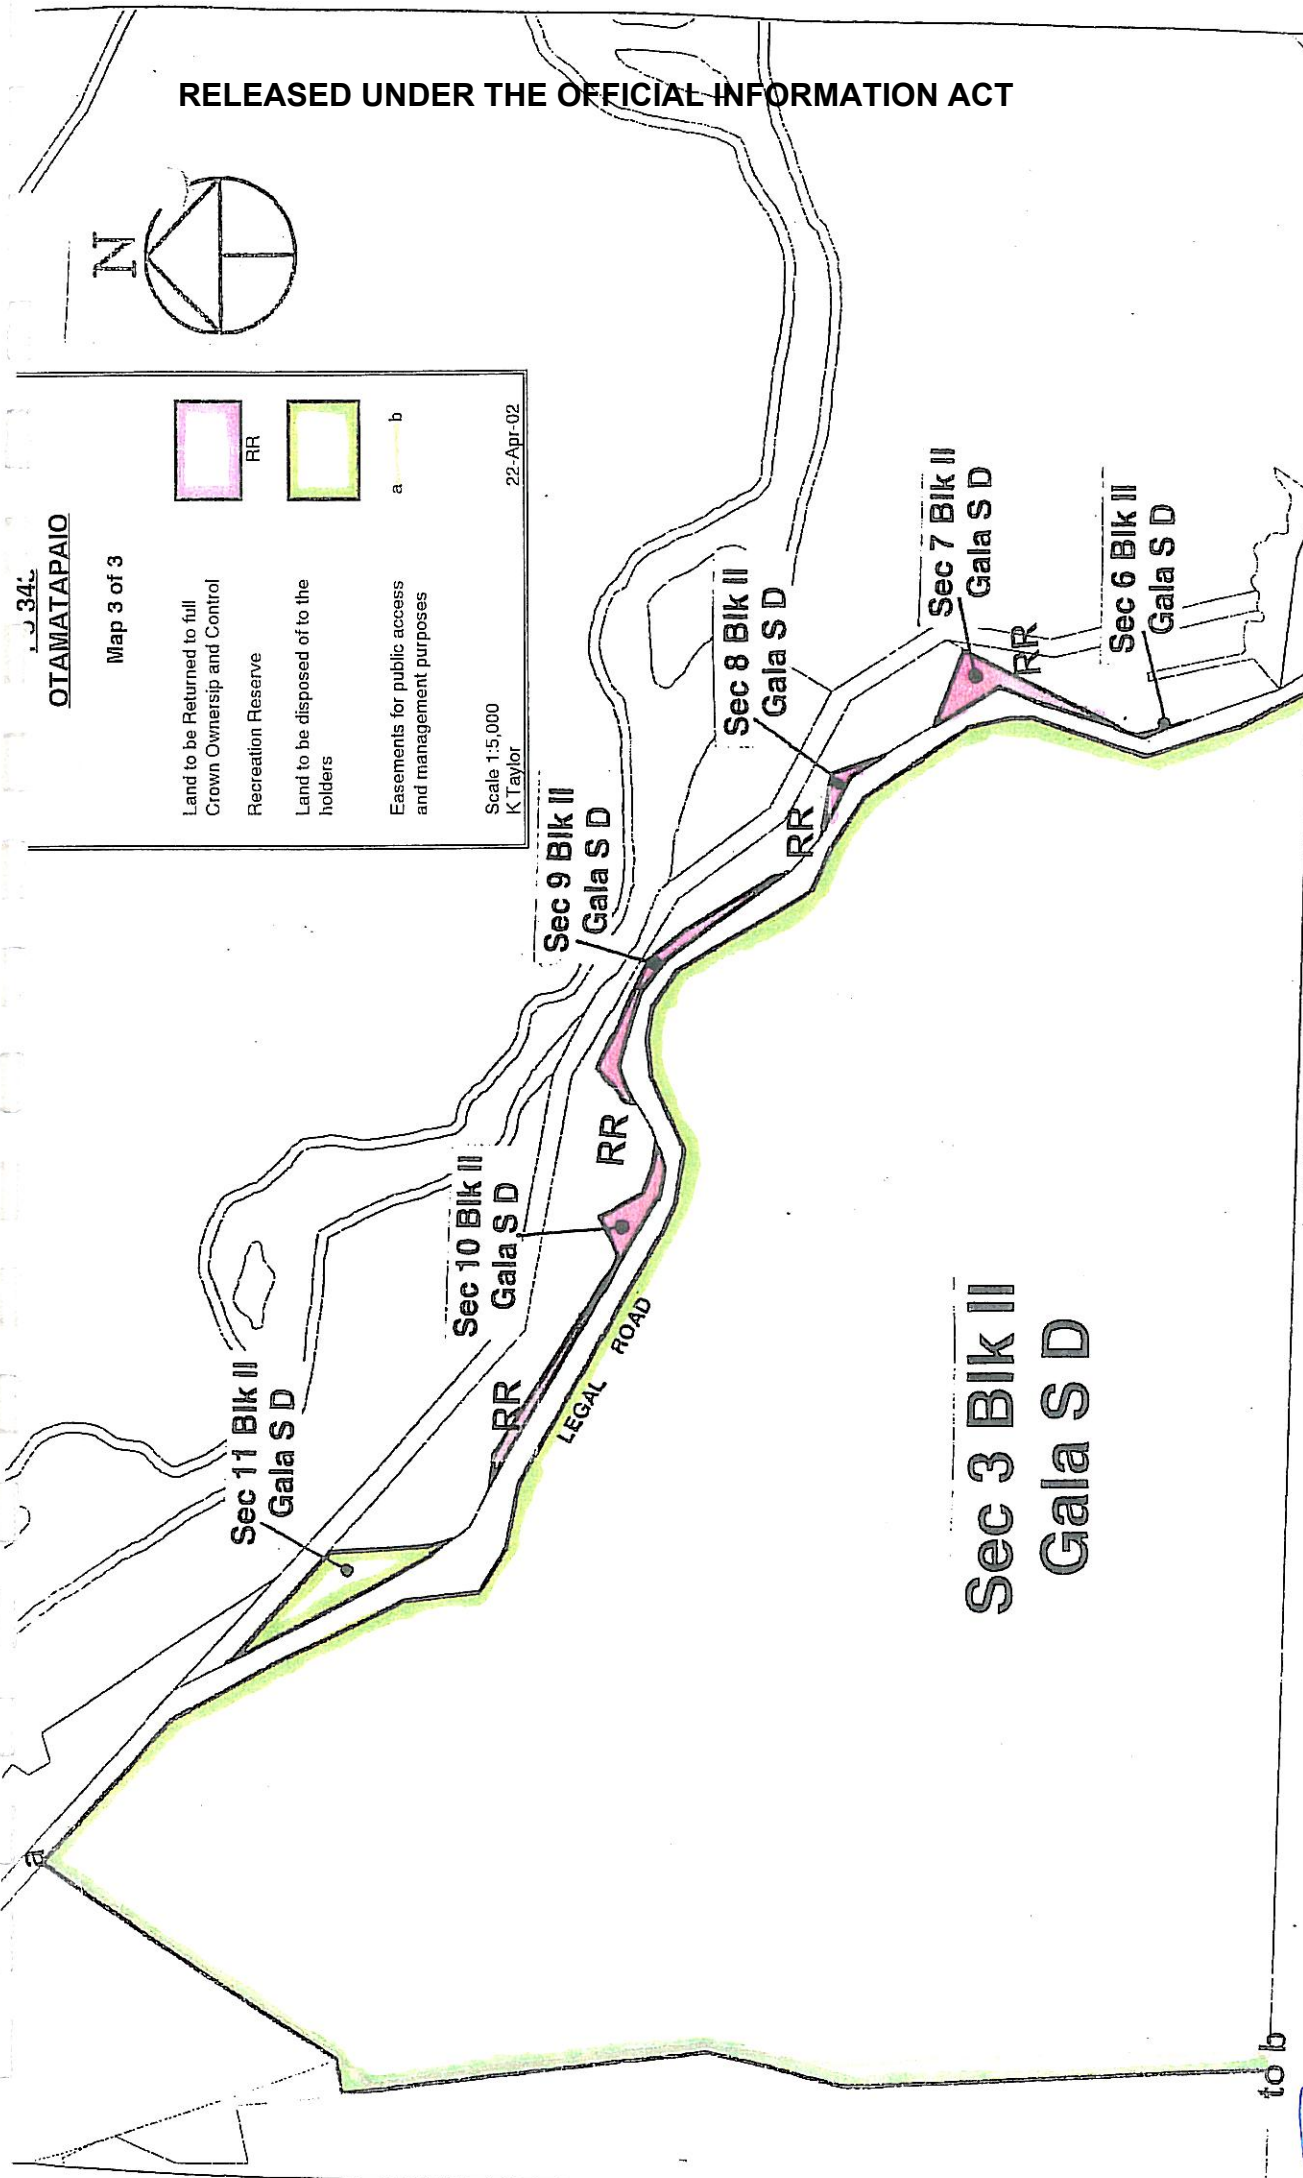 RELEASED UNDER THE OFFICIAL INFORMATION ACT
N
OTAMATAPAIO
Map 3 of 3
Land to be Returned to full
Crown Ownersip and Control
Recreation Reserve
RR
Land to be disposed of to the
holders
Easements for public access
and management purposes
a
b
Scale 1:5,000
K Taylor
22-Apr-02
a
Sec 11 Blk II
Gala S D
Sec 10 Blk II
Gala S D
RR
LEGAL ROAD
RR
Sec 9 Blk II
Gala S D
RR
Sec 8 Blk II
Gala S D
Sec 7 Blk II
Gala S D
RR
Sec 6 Blk II
Gala S D
Sec 3 Blk II
Gala S D
to b